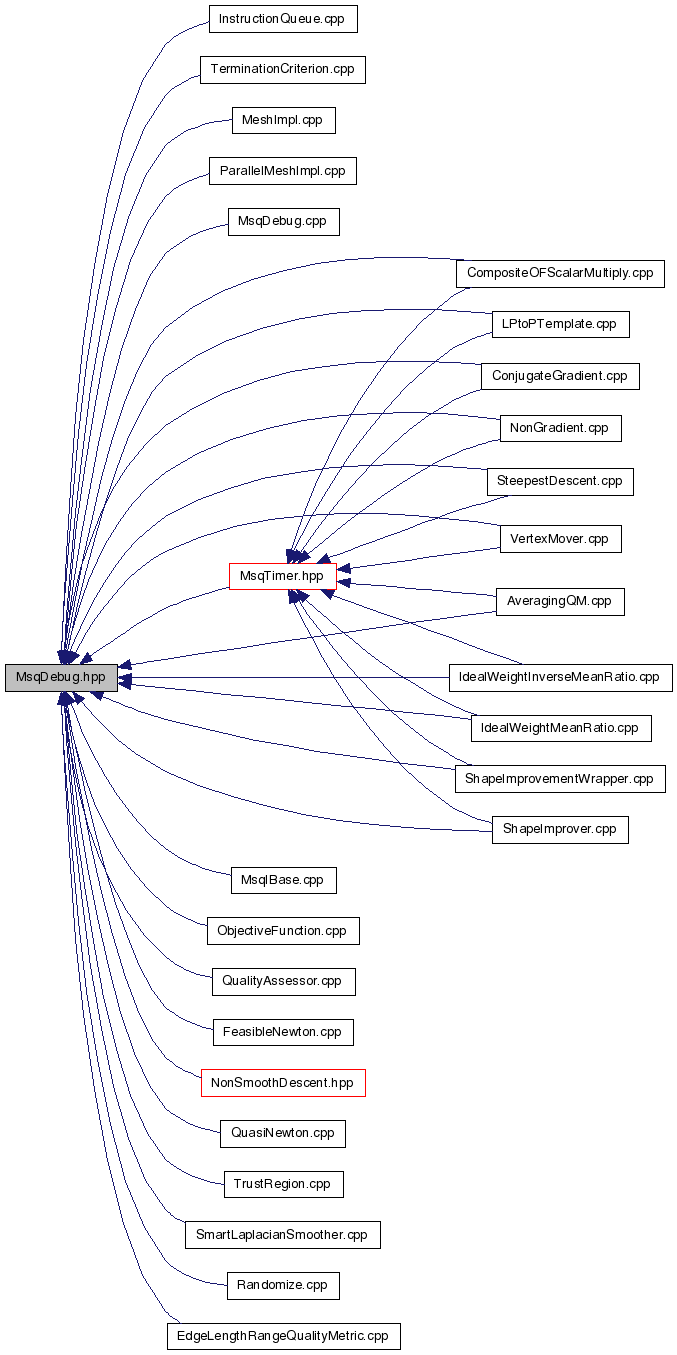 InstructionQueue.cpp
TerminationCriterion.cpp
MeshImpl.cpp
ParallelMeshImpl.cpp
MsqDebug.cpp
CompositeOFScalarMultiply.cpp
LPtoPTemplate.cpp
ConjugateGradient.cpp
NonGradient.cpp
SteepestDescent.cpp
VertexMover.cpp
MsqTimer.hpp
AveragingQM.cpp
MsqDebug.hpp
IdealWeightInverseMeanRatio.cpp
IdealWeightMeanRatio.cpp
ShapeImprovementWrapper.cpp
ShapeImprover.cpp
MsqIBase.cpp
ObjectiveFunction.cpp
QualityAssessor.cpp
FeasibleNewton.cpp
NonSmoothDescent.hpp
QuasiNewton.cpp
TrustRegion.cpp
SmartLaplacianSmoother.cpp
Randomize.cpp
EdgeLengthRangeQualityMetric.cpp